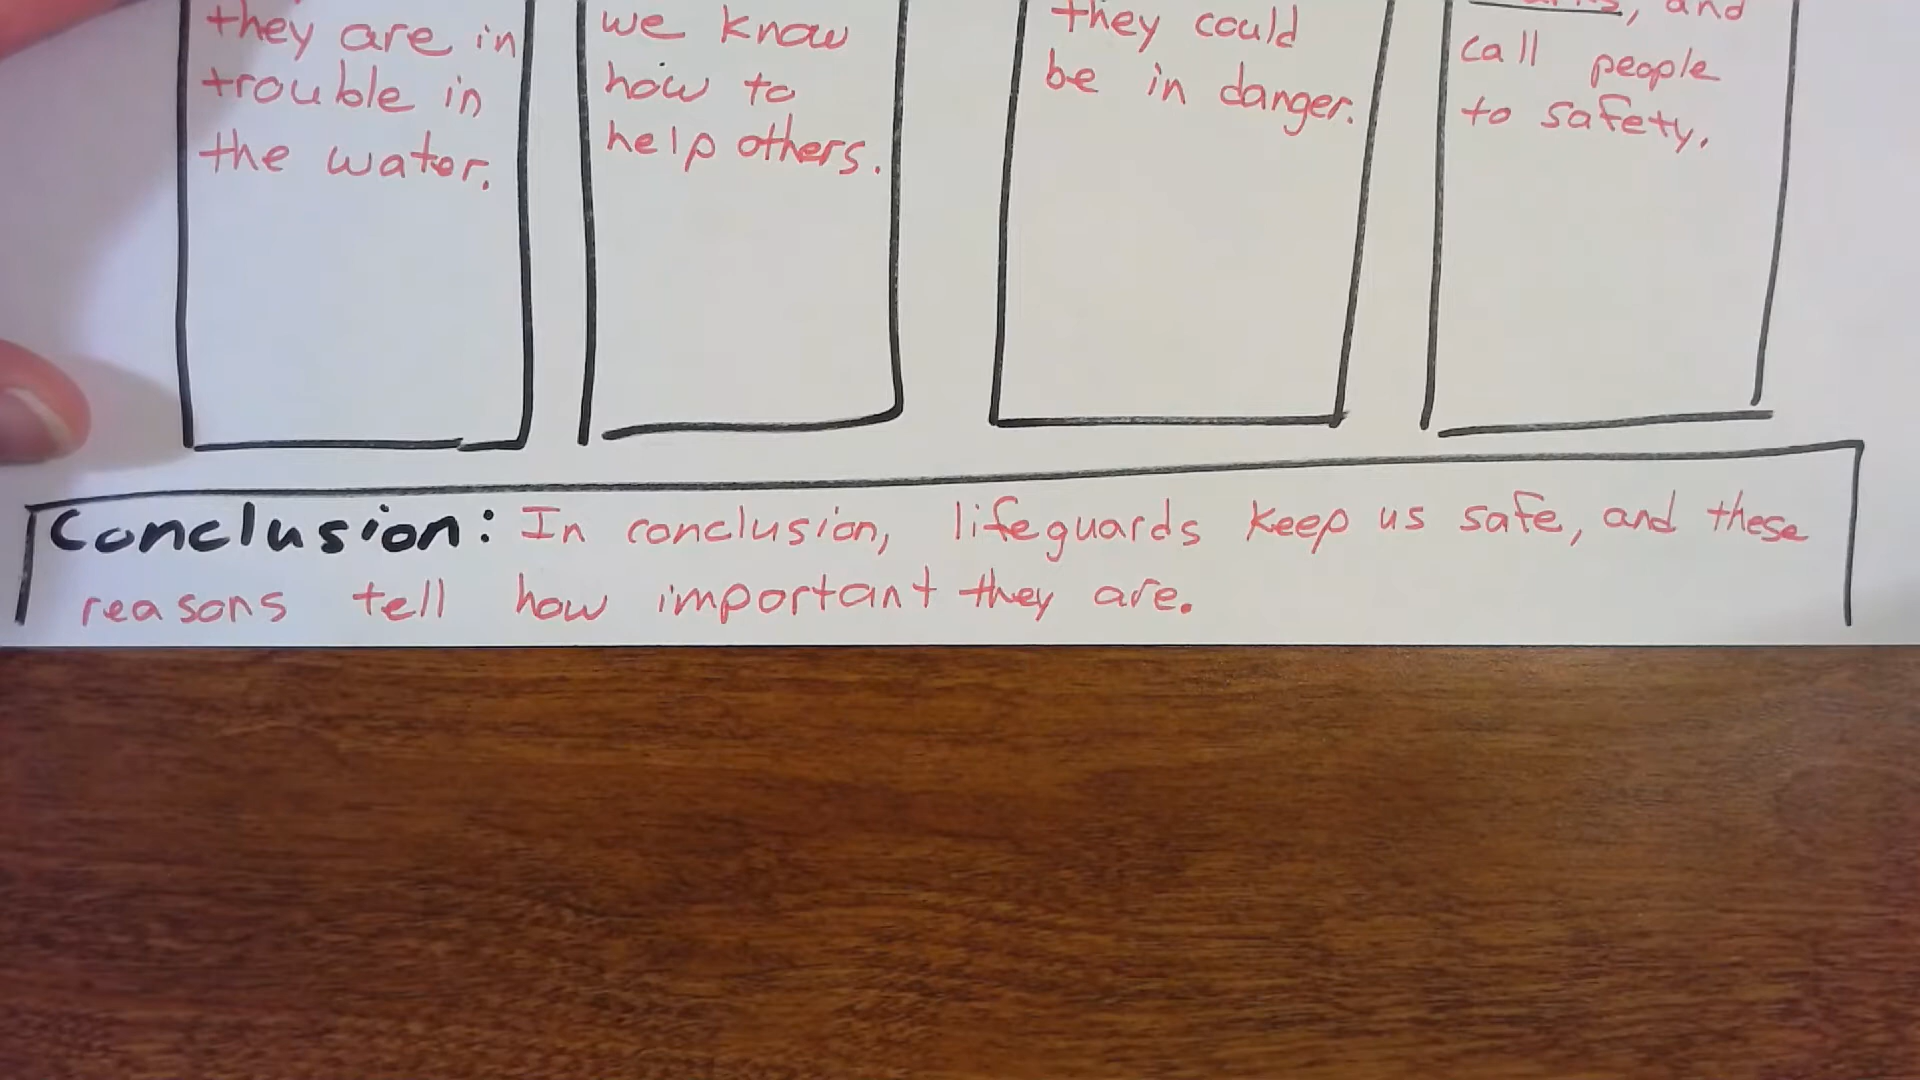 they are in
trouble in
the water.
we know
how to
help others.
they could
be in danger.
, and
call people
to safety.
Conclusion: In conclusion, lifeguards keep us safe, and these
reasons tell how important they are.